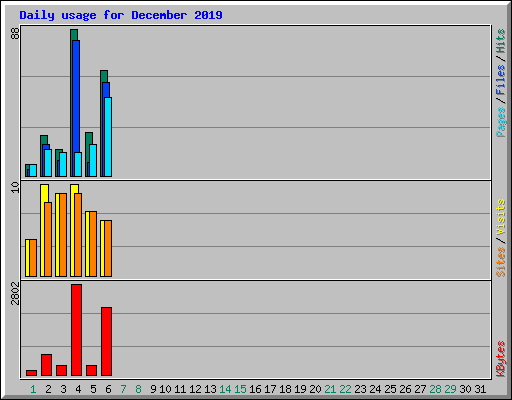 Daily usage for December 2019
88
Pages / Files / Hits
10
Sites / Visits
2802
KBytes
1 2 3 4 5 6 7 8 9 10 11 12 13 14 15 16 17 18 19 20 21 22 23 24 25 26 27 28 29 30 31